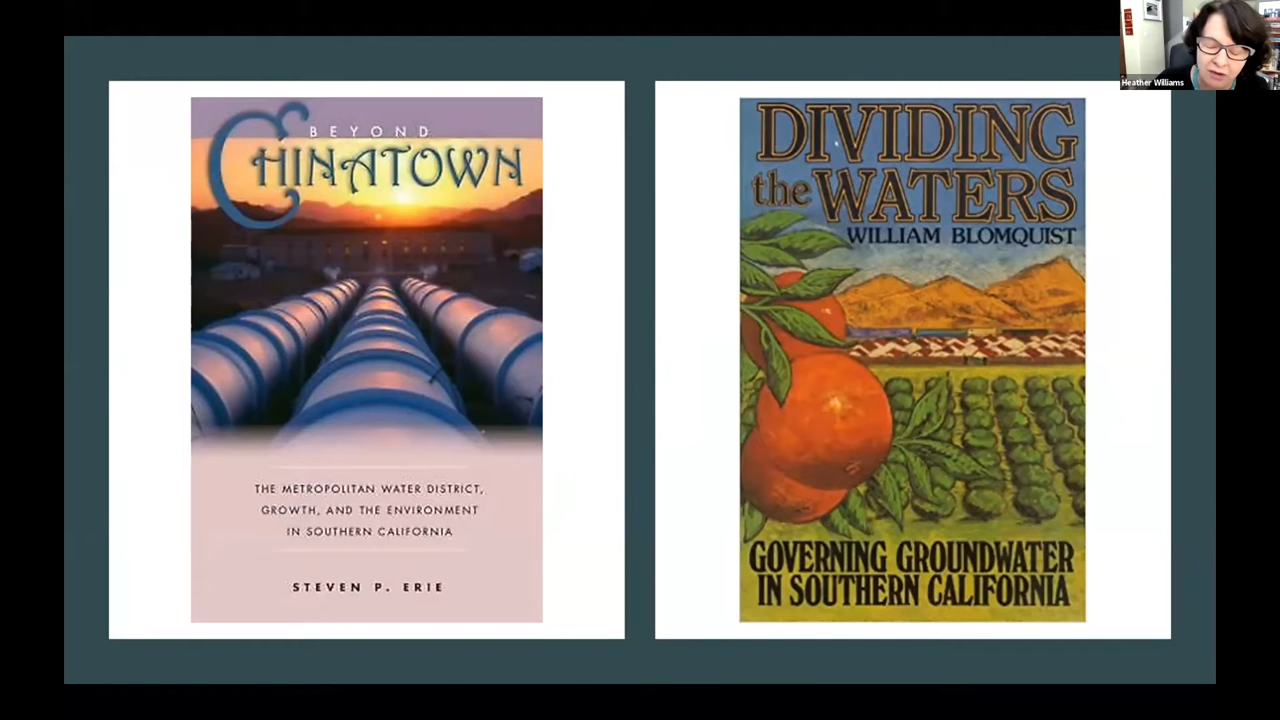 BEYOND
CHINATOWN
THE METROPOLITAN WATER DISTRICT,
GROWTH, AND THE ENVIRONMENT
IN SOUTHERN CALIFORNIA
STEVEN P. ERIE
DIVIDING
the WATERS
WILLIAM BLOMQUIST
GOVERNING GROUNDWATER
IN SOUTHERN CALIFORNIA
Heather Williams